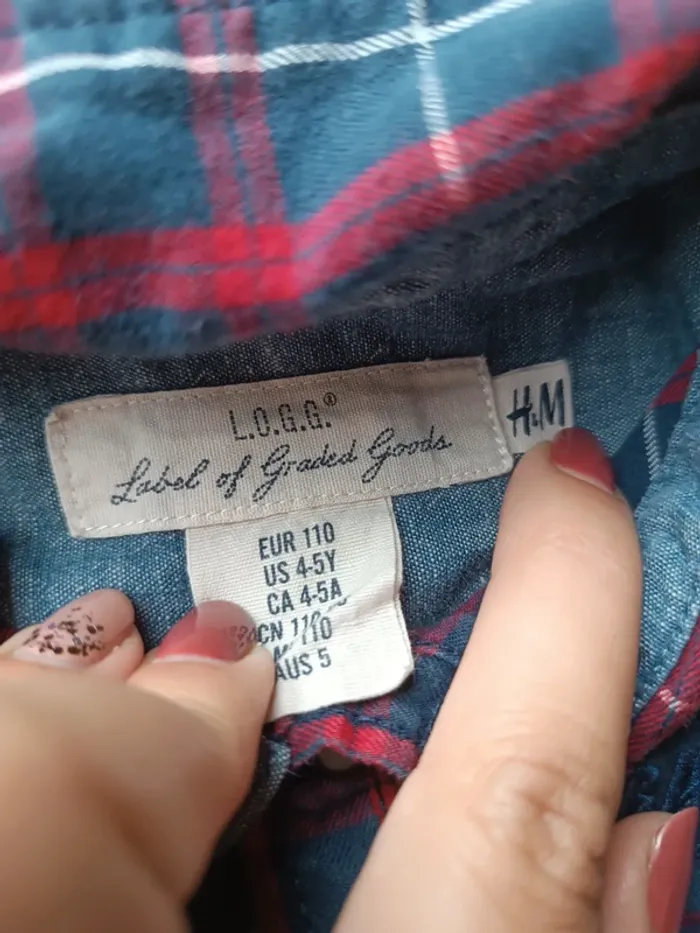 L.O.G.G.®
Label of Graded Goods
H&M
EUR 110
US 4-5Y
CA 4-5A
CN
110
AUS 5